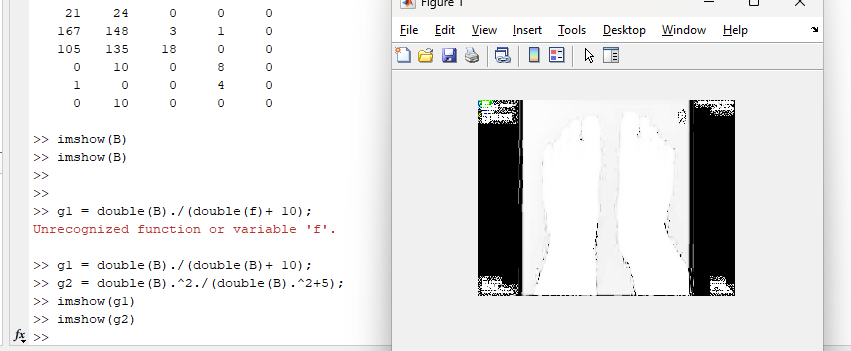 Figure 1
File Edit View Insert Tools Desktop Window Help
21 24 0 0 0
167 148 3 1 0
105 135 18 0 0
0 10 0 8 0
1 0 0 4 0
0 10 0 0 0
>> imshow(B)
>> imshow(B)
>>
>>
>> g1 = double(B)./(double(f)+ 10);
Unrecognized function or variable 'f'.
>> g1 = double(B)./(double(B)+ 10);
>> g2 = double(B).^2./(double(B).^2+5);
>> imshow(g1)
>> imshow(g2)
fx >>